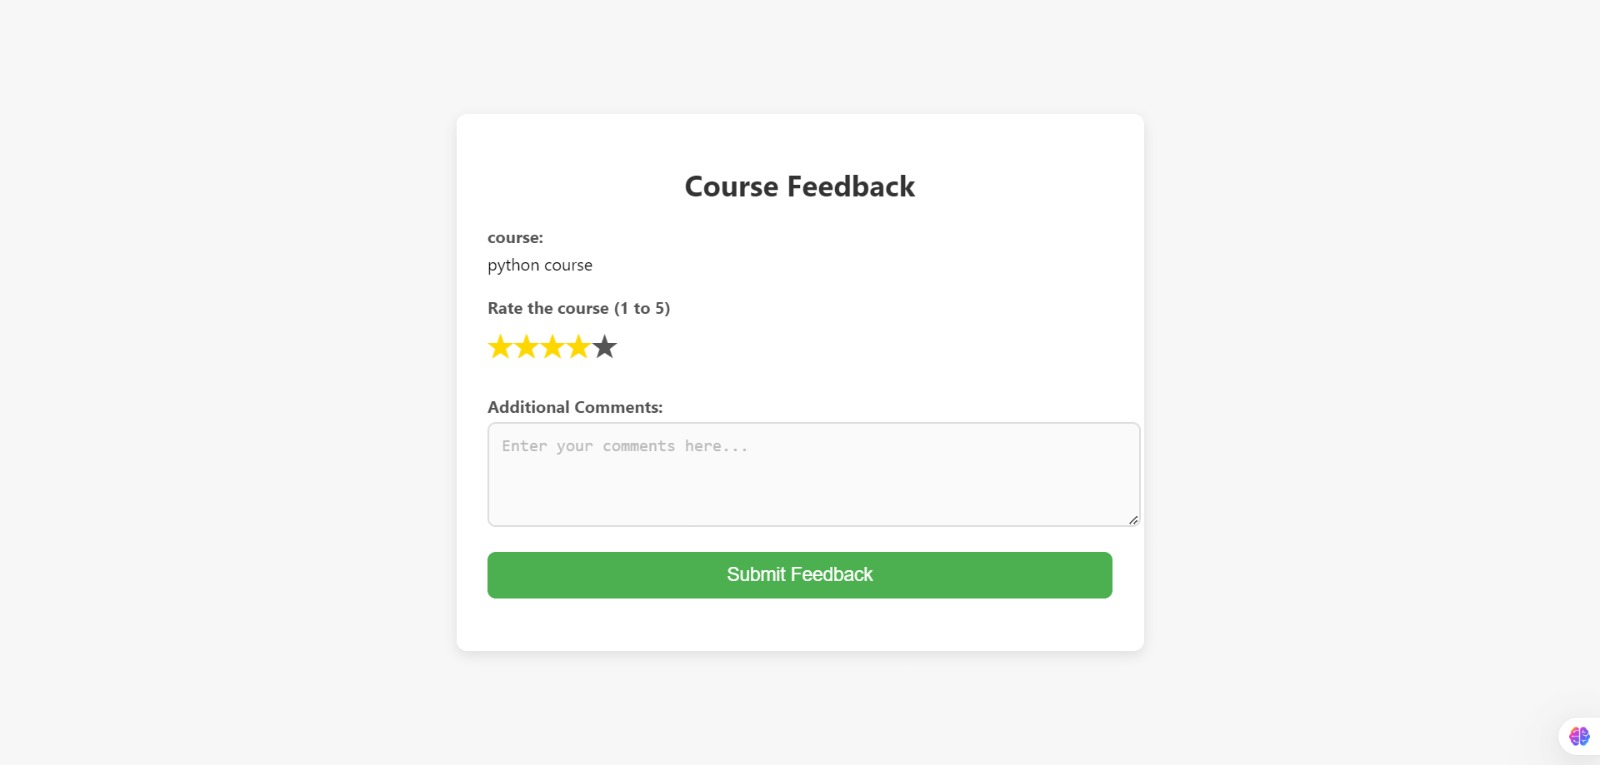 Course Feedback
course:
python course
Rate the course (1 to 5)
Additional Comments:
Enter your comments here...
Submit Feedback